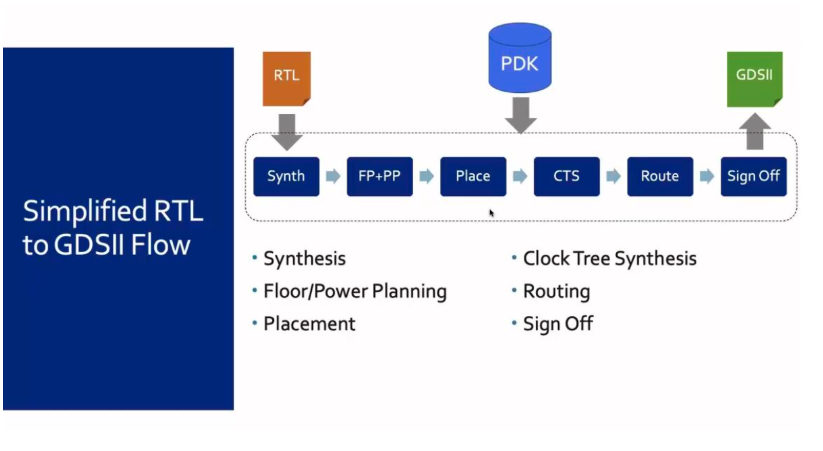 RTL
PDK
GDSII
Synth
FP+PP
Place
CTS
Route
Sign Off
Simplified RTL
to GDSII Flow
• Synthesis
• Floor/Power Planning
• Placement
• Clock Tree Synthesis
• Routing
• Sign Off